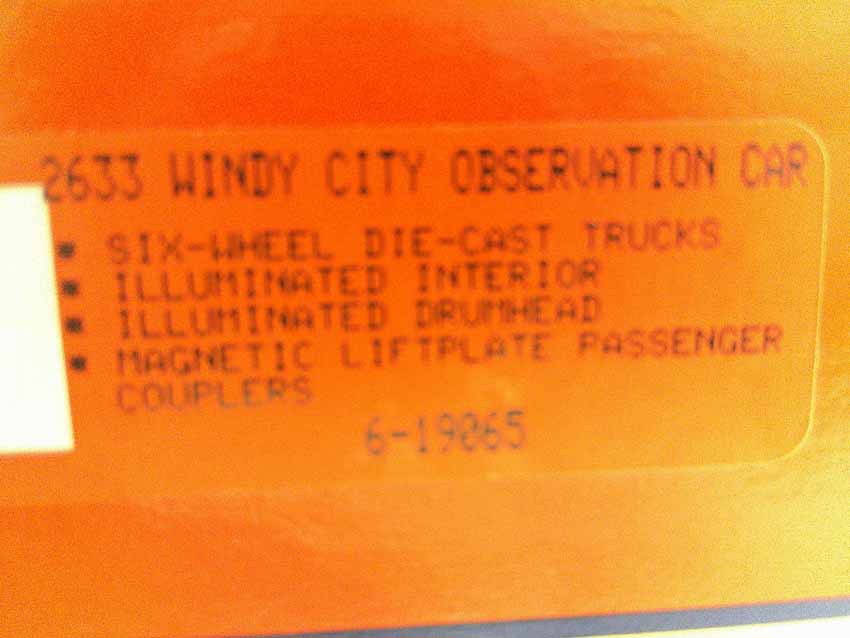 2633 WINDY CITY OBSERVATION CAR
▪ SIX-WHEEL DIE-CAST TRUCKS
▪ ILLUMINATED INTERIOR
▪ ILLUMINATED DRUMHEAD
▪ MAGNETIC LIFTPLATE PASSENGER
COUPLERS
6-19065